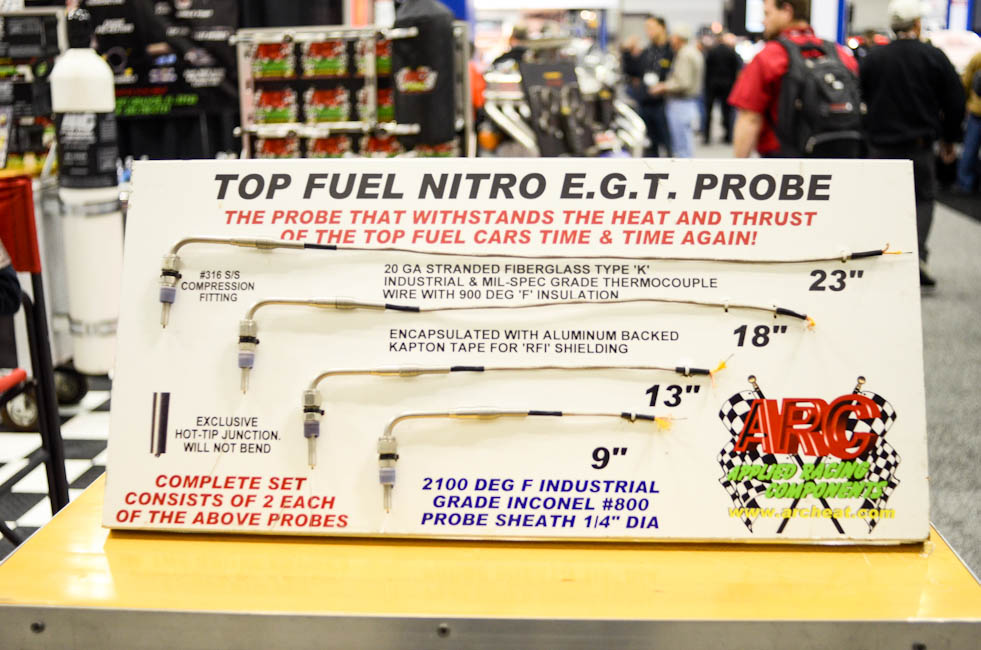 TOP FUEL NITRO E.G.T. PROBE
THE PROBE THAT WITHSTANDS THE HEAT AND THRUST
OF THE TOP FUEL CARS TIME & TIME AGAIN!
#316 S/S
COMPRESSION
FITTING
20 GA STRANDED FIBERGLASS TYPE 'K'
INDUSTRIAL & MIL-SPEC GRADE THERMOCOUPLE
WIRE WITH 900 DEG 'F' INSULATION
23"
ENCAPSULATED WITH ALUMINUM BACKED
KAPTON TAPE FOR 'RFI' SHIELDING
18"
13"
EXCLUSIVE
HOT-TIP JUNCTION.
WILL NOT BEND
9"
COMPLETE SET
CONSISTS OF 2 EACH
OF THE ABOVE PROBES
2100 DEG F INDUSTRIAL
GRADE INCONEL #800
PROBE SHEATH 1/4" DIA
ARC
APPLIED RACING
COMPONENTS
www.archeat.com